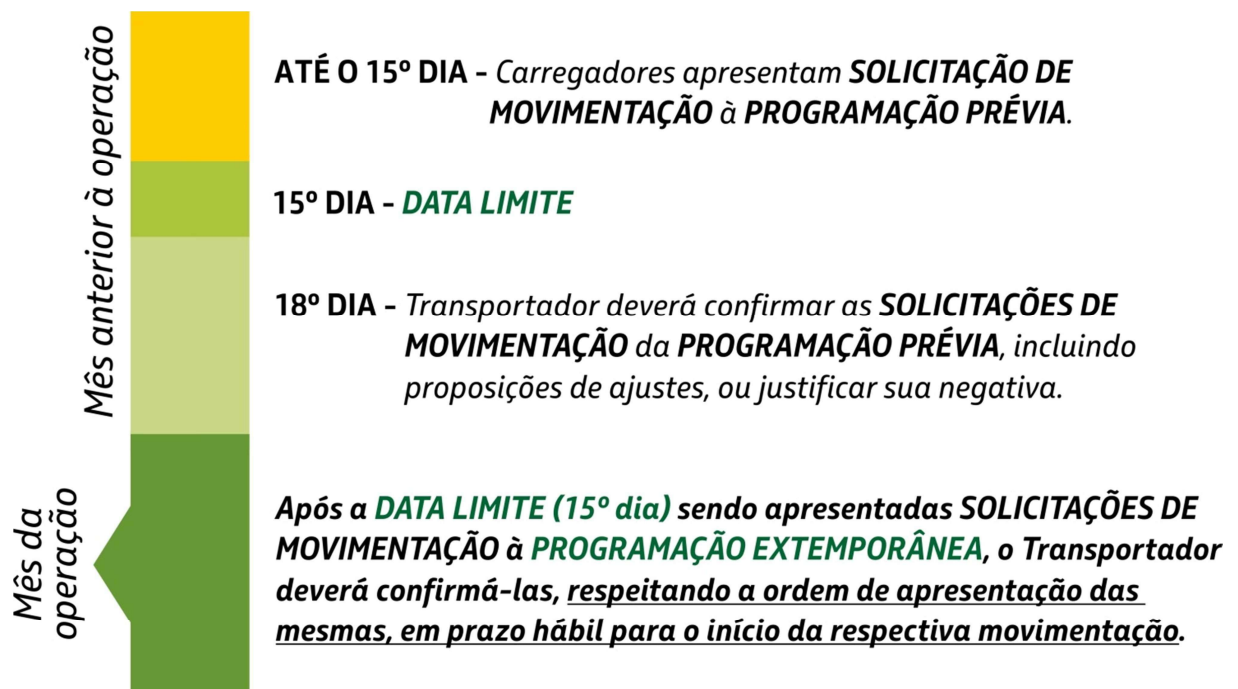 Mês anterior à operação
ATÉ O 15º DIA - Carregadores apresentam SOLICITAÇÃO DE
MOVIMENTAÇÃO à PROGRAMAÇÃO PRÉVIA.
15º DIA - DATA LIMITE
18º DIA - Transportador deverá confirmar as SOLICITAÇÕES DE
MOVIMENTAÇÃO da PROGRAMAÇÃO PRÉVIA, incluindo
proposições de ajustes, ou justificar sua negativa.
Mês da
operação
Após a DATA LIMITE (15º dia) sendo apresentadas SOLICITAÇÕES DE
MOVIMENTAÇÃO à PROGRAMAÇÃO EXTEMPORÂNEA, o Transportador
deverá confirmá-las, respeitando a ordem de apresentação das
mesmas, em prazo hábil para o início da respectiva movimentação.